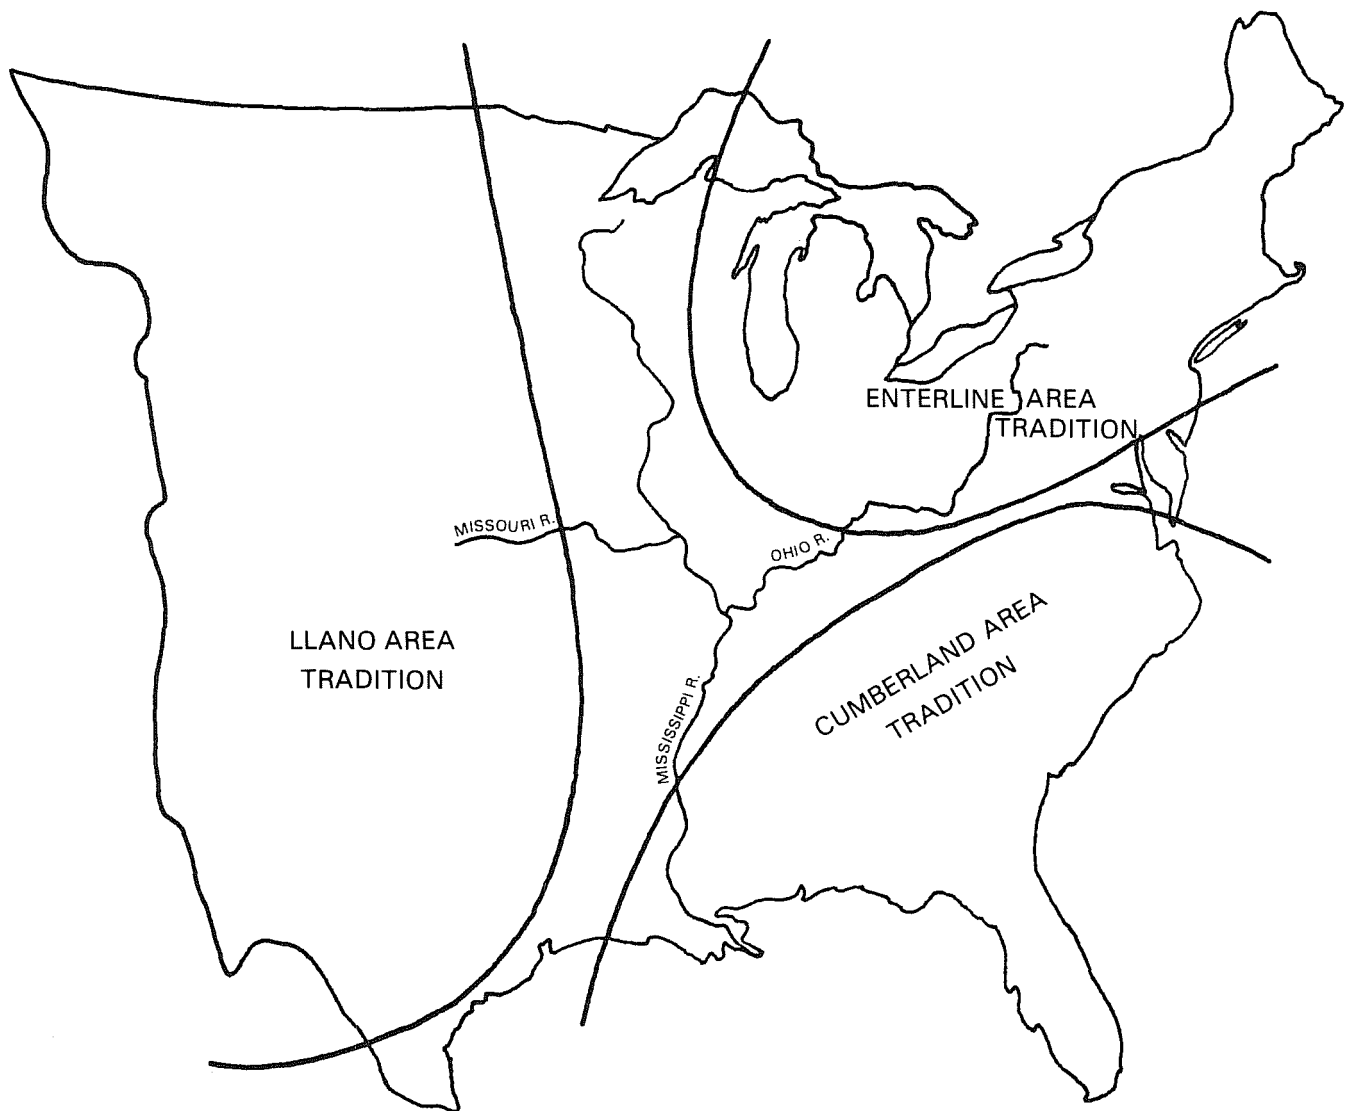 ENTERLINE AREA
TRADITION
MISSOURI R.
OHIO R.
LLANO AREA
TRADITION
CUMBERLAND AREA
TRADITION
MISSISSIPPI R.